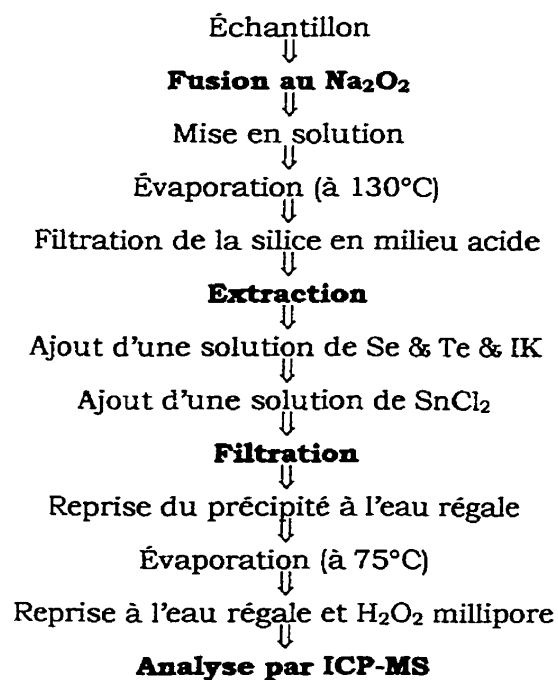 Échantillon
⇓
Fusion au Na₂O₂
⇓
Mise en solution
⇓
Évaporation (à 130°C)
⇓
Filtration de la silice en milieu acide
⇓
Extraction
⇓
Ajout d'une solution de Se & Te & IK
⇓
Ajout d'une solution de SnCl₂
⇓
Filtration
⇓
Reprise du précipité à l'eau régale
⇓
Évaporation (à 75°C)
⇓
Reprise à l'eau régale et H₂O₂ millipore
⇓
Analyse par ICP-MS